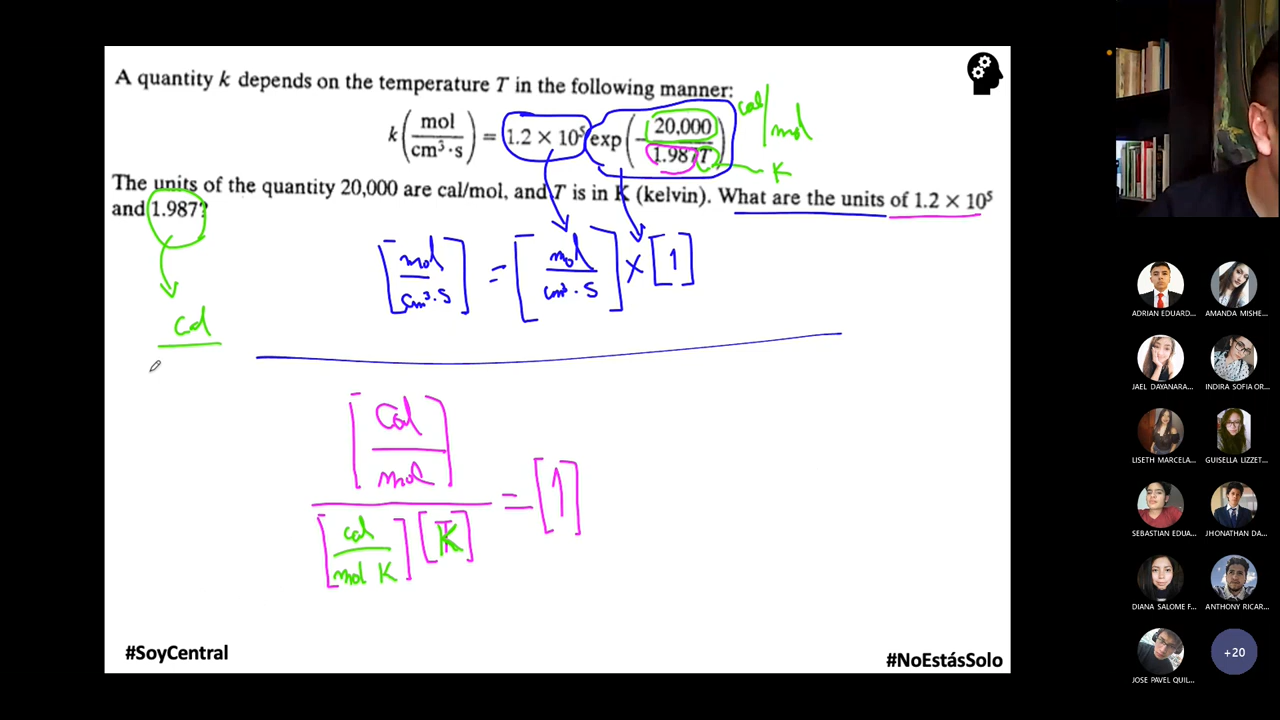 A quantity k depends on the temperature T in the following manner:
k(mol/cm³·s) = 1.2 × 10⁵ exp(-20,000/1.987T)
cal/mol
K
The units of the quantity 20,000 are cal/mol, and T is in K (kelvin). What are the units of 1.2 × 10⁵
and 1.987?
[mol/cm³·s] = [mol/cm³·s] × [1]
cal
[cal/mol]/[cal/mol K][K] = [1]
#SoyCentral
#NoEstásSolo
ADRIAN EDUARD...
AMANDA MISHE...
JAEL DAYANARA...
INDIRA SOFIA OR...
LISETH MARCELA...
GUISELLA LIZZET...
SEBASTIAN EDUA...
JHONATHAN DA...
DIANA SALOME F...
ANTHONY RICAR...
JOSE PAVEL QUIL...
+20